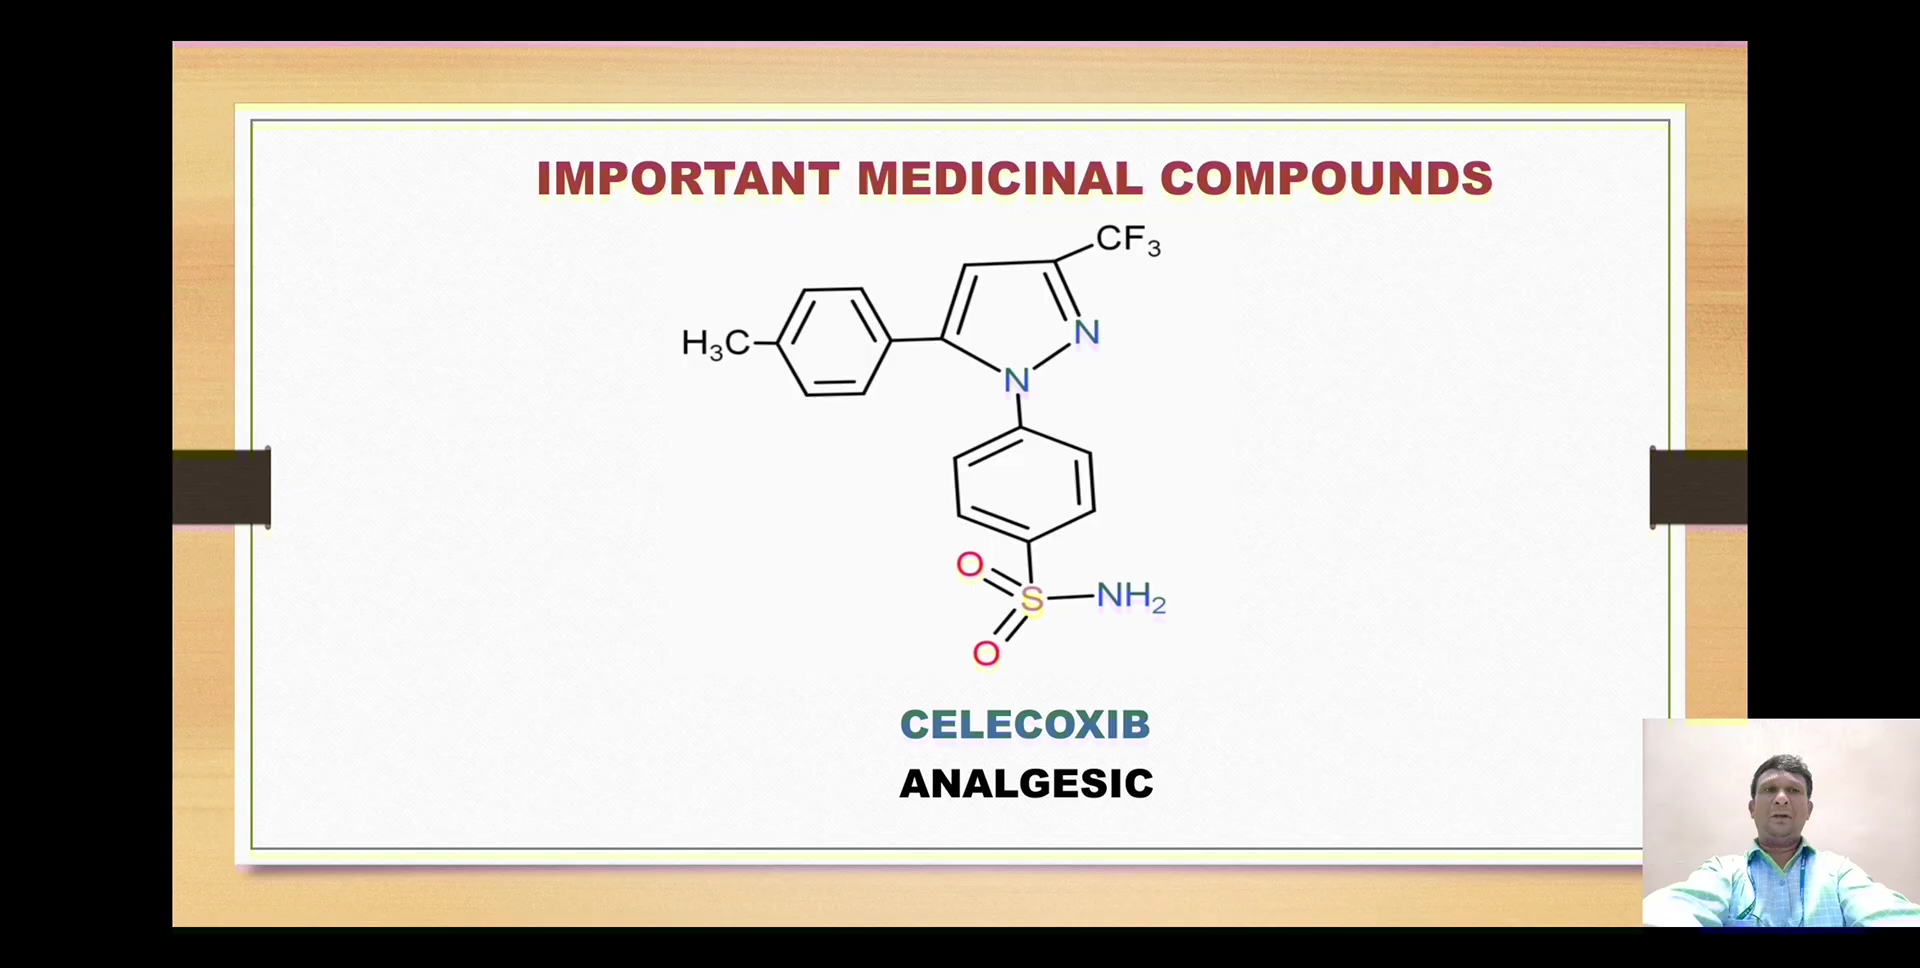 IMPORTANT MEDICINAL COMPOUNDS
CF₃
H₃C
N
N
O
S NH₂
O
CELECOXIB
ANALGESIC